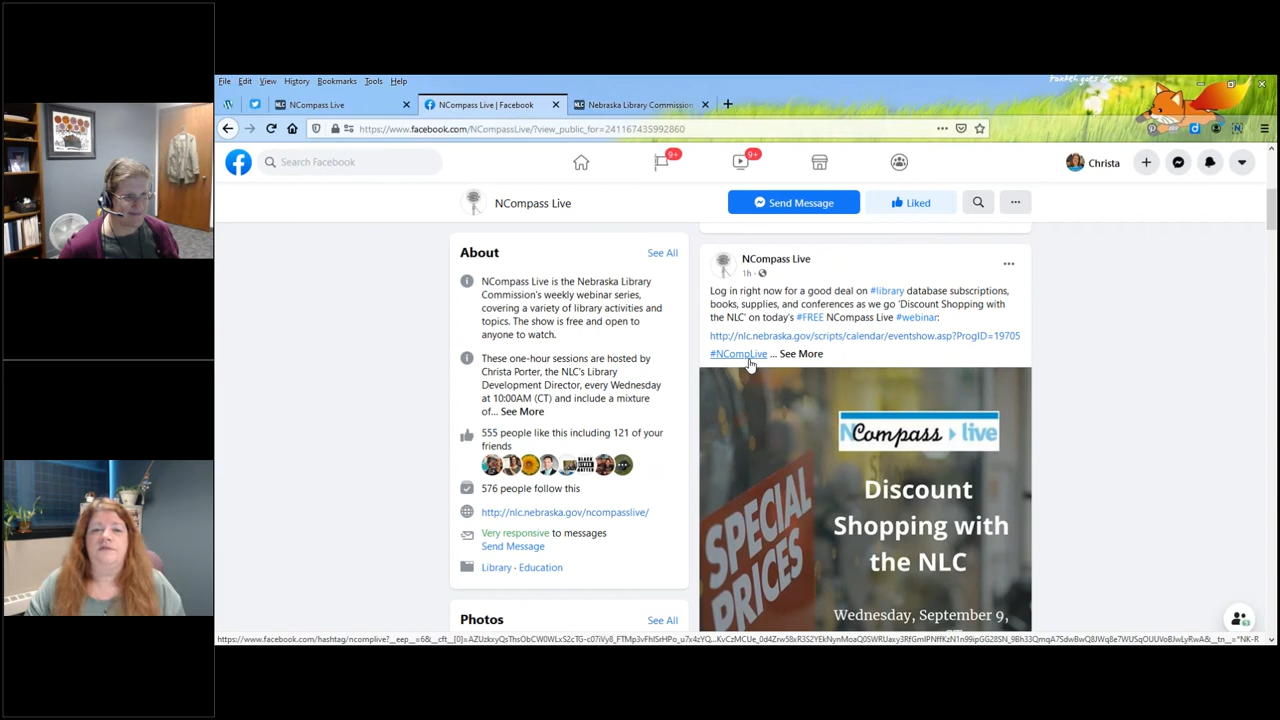 File Edit View History Bookmarks Tools Help
NCompass Live
NCompass Live | Facebook
Nebraska Library Commission
https://www.facebook.com/NCompassLive/?view_public_for=241167435992860
Search Facebook
9+
9+
Christa
NCompass Live
Send Message
Liked
About
See All
NCompass Live is the Nebraska Library
Commission's weekly webinar series,
covering a variety of library activities and
topics. The show is free and open to
anyone to watch.
These one-hour sessions are hosted by
Christa Porter, the NLC's Library
Development Director, every Wednesday
at 10:00AM (CT) and include a mixture
of... See More
555 people like this including 121 of your
friends
576 people follow this
http://nlc.nebraska.gov/ncompasslive/
Very responsive to messages
Send Message
Library · Education
Photos
See All
NCompass Live
1h
Log in right now for a good deal on #library database subscriptions,
books, supplies, and conferences as we go 'Discount Shopping with
the NLC' on today's #FREE NCompass Live #webinar:
http://nlc.nebraska.gov/scripts/calendar/eventshow.asp?ProgID=19705
#NCompLive ... See More
NCompass live
SPECIAL
PRICES
Discount
Shopping with
the NLC
Wednesday, September 9,